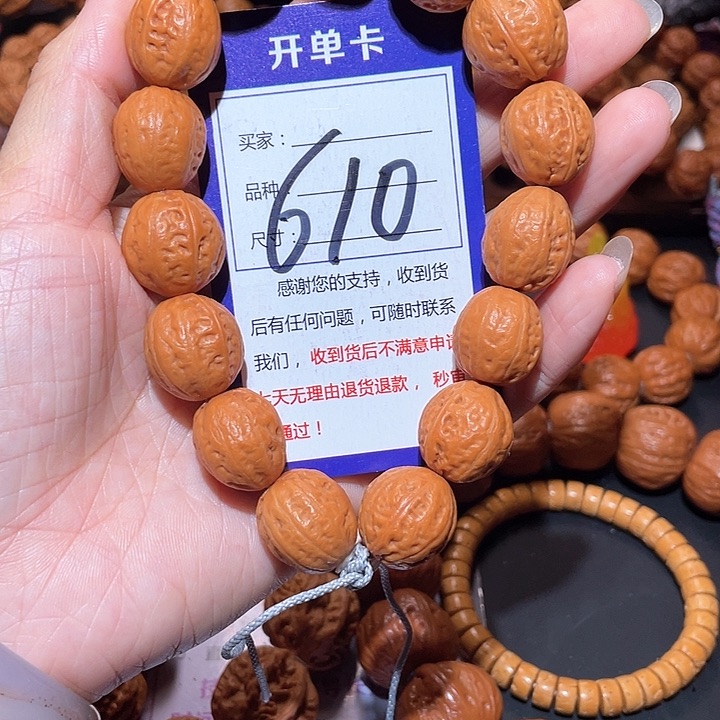 开单卡
买家：
品种
610
尺寸：
感谢您的支持，收到货
后有任何问题，可随时联系
我们，收到货后不满意申请
七天无理由退货退款，秒审
通过！